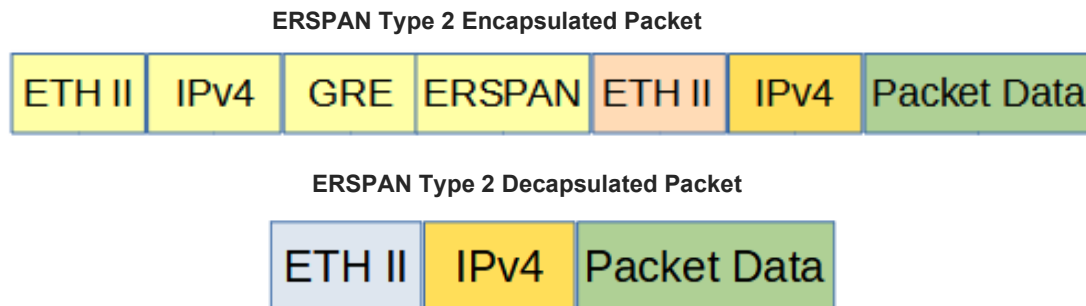 ERSPAN Type 2 Encapsulated Packet
ETH II IPv4 GRE ERSPAN ETH II IPv4 Packet Data
ERSPAN Type 2 Decapsulated Packet
ETH II IPv4 Packet Data